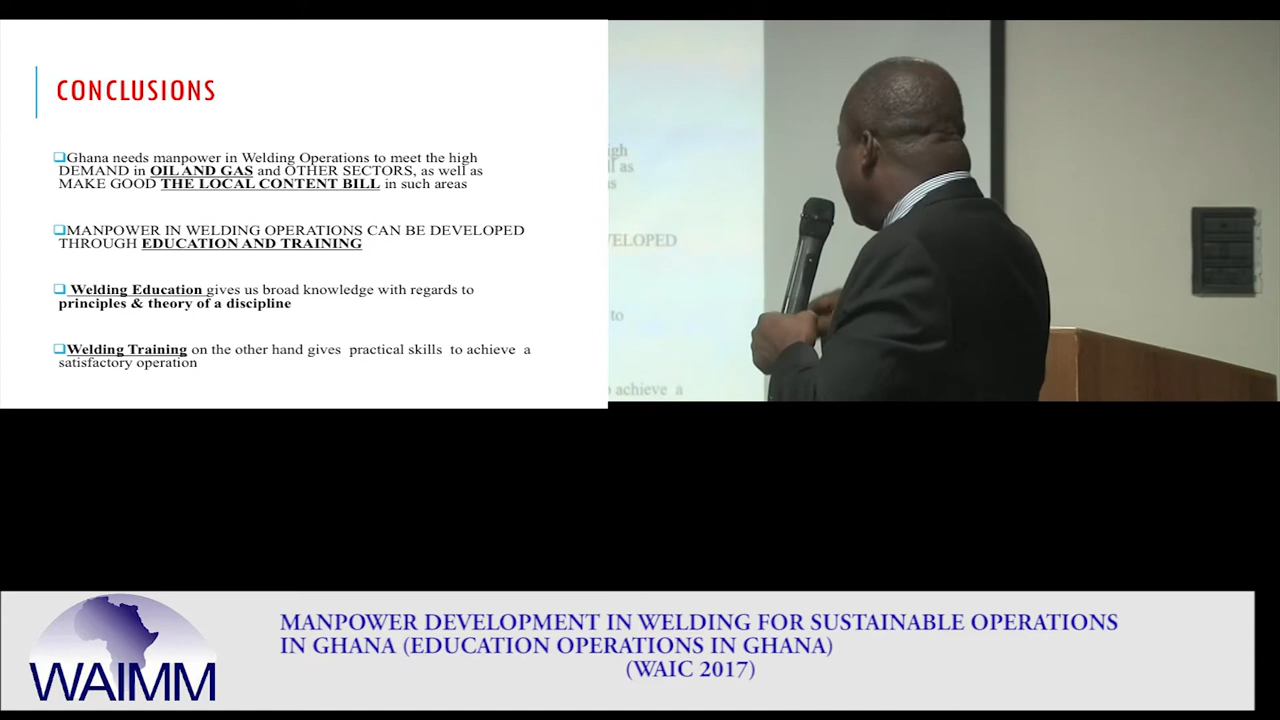 CONCLUSIONS
Ghana needs manpower in Welding Operations to meet the high
DEMAND in OIL AND GAS and OTHER SECTORS, as well as
MAKE GOOD THE LOCAL CONTENT BILL in such areas
MANPOWER IN WELDING OPERATIONS CAN BE DEVELOPED
THROUGH EDUCATION AND TRAINING
Welding Education gives us broad knowledge with regards to
principles & theory of a discipline
Welding Training on the other hand gives practical skills to achieve a
satisfactory operation
as
VELOPED
to
achieve a
WAIMM
MANPOWER DEVELOPMENT IN WELDING FOR SUSTAINABLE OPERATIONS
IN GHANA (EDUCATION OPERATIONS IN GHANA)
(WAIC 2017)